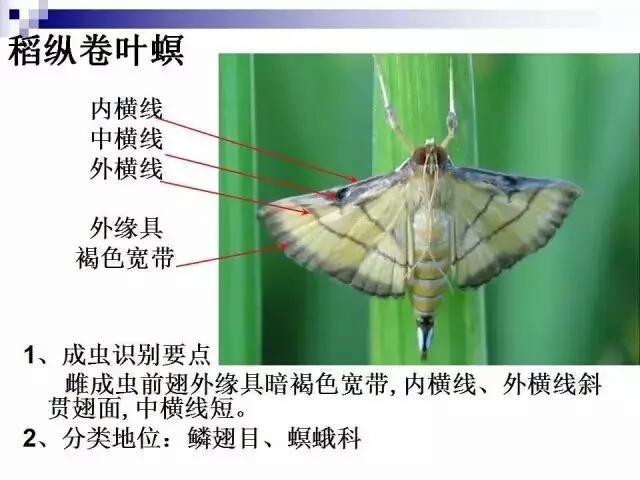 稻纵卷叶螟
内横线
中横线
外横线
外缘具
褐色宽带
1、成虫识别要点
雌成虫前翅外缘具暗褐色宽带,内横线、外横线斜
贯翅面,中横线短。
2、分类地位：鳞翅目、螟蛾科